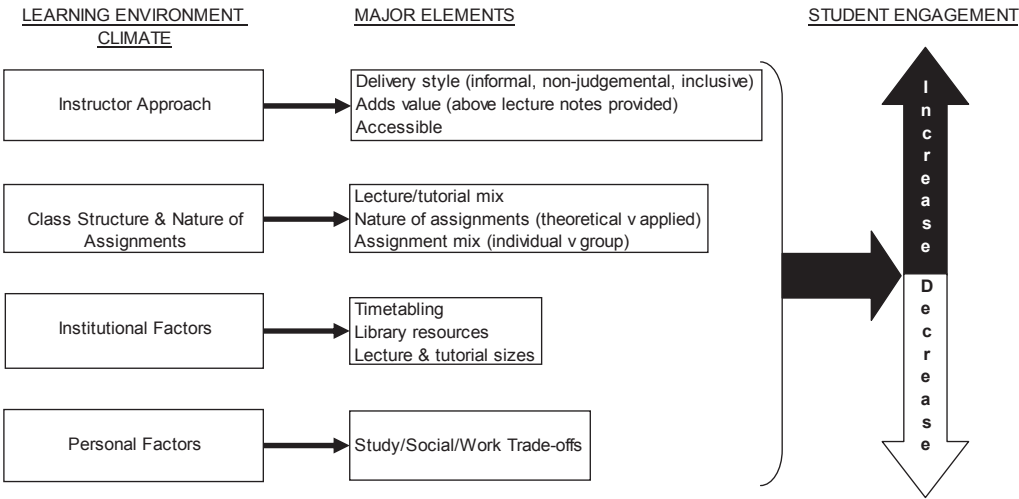 LEARNING ENVIRONMENT
CLIMATE
MAJOR ELEMENTS
STUDENT ENGAGEMENT
Instructor Approach
Delivery style (informal, non-judgemental, inclusive)
Adds value (above lecture notes provided)
Accessible
Class Structure & Nature of
Assignments
Lecture/tutorial mix
Nature of assignments (theoretical v applied)
Assignment mix (individual v group)
Institutional Factors
Timetabling
Library resources
Lecture & tutorial sizes
Personal Factors
Study/Social/Work Trade-offs
Increase
Decrease